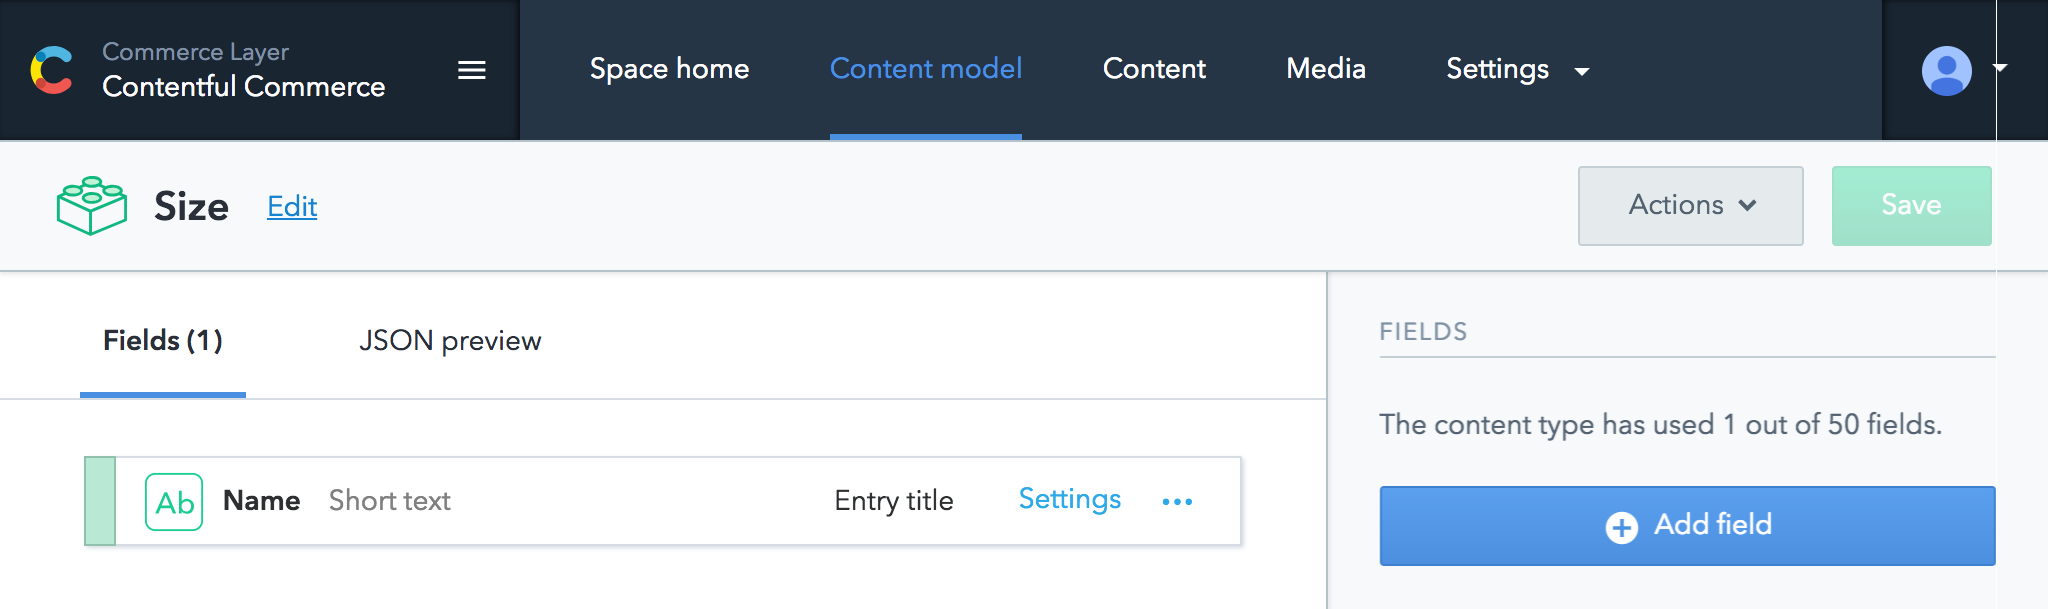 Commerce Layer
Contentful Commerce
Space home
Content model
Content
Media
Settings
Size
Edit
Actions
Save
Fields (1)
JSON preview
Ab
Name
Short text
Entry title
Settings
FIELDS
The content type has used 1 out of 50 fields.
Add field